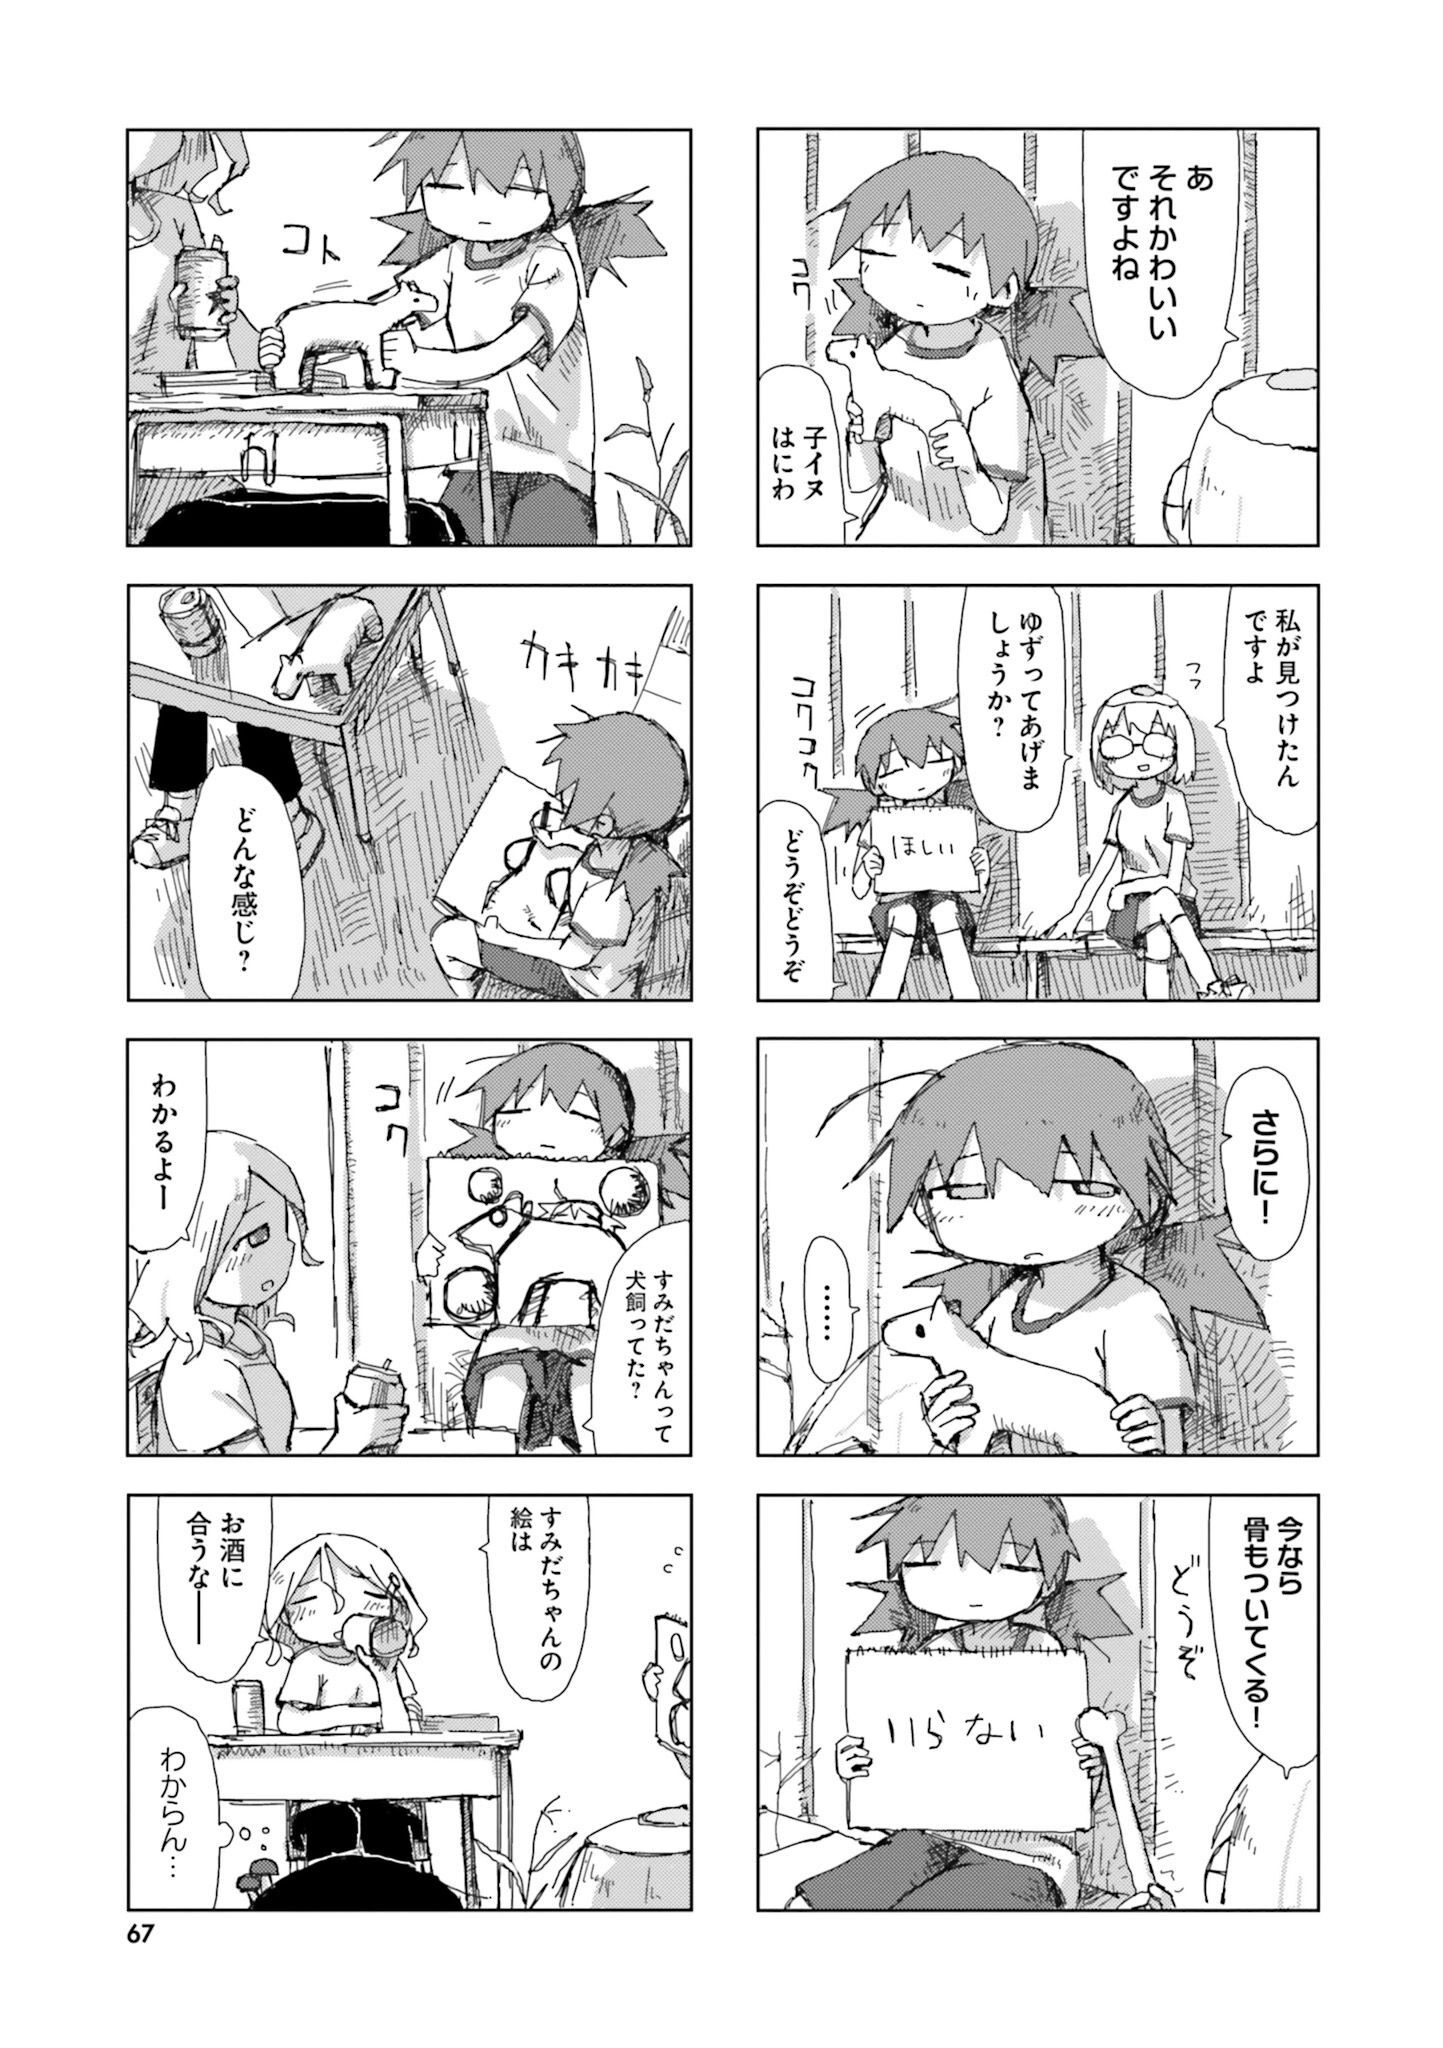 あ
それかわいい
ですよね
コク
子イヌ
はにわ
私が見つけたん
ですよ
フフ
ゆずってあげま
しょうか？
コクコク
ほしい
どうぞどうぞ
さらに！
……
今なら
骨もついてくる！
どうぞ
いらない
コト
カキカキ
どんな感じ？
コク
すみだちゃんって
犬飼ってた？
わかるよー
すみだちゃんの
絵は
お酒に
合うなー
わからん…
67